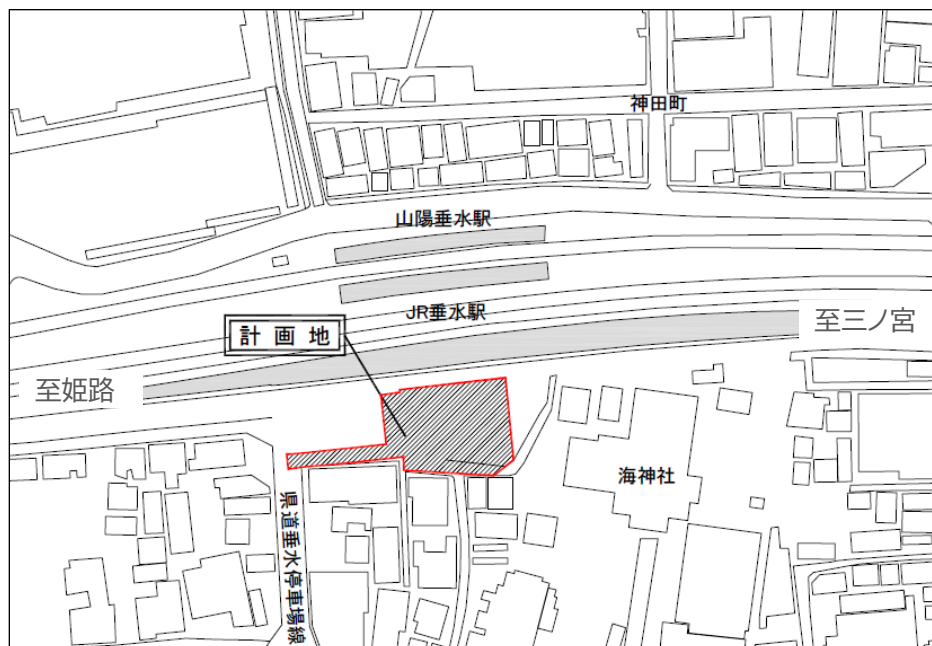 神田町
山陽垂水駅
JR垂水駅
至三ノ宮
計画地
至姫路
海神社
県道垂水停車場線